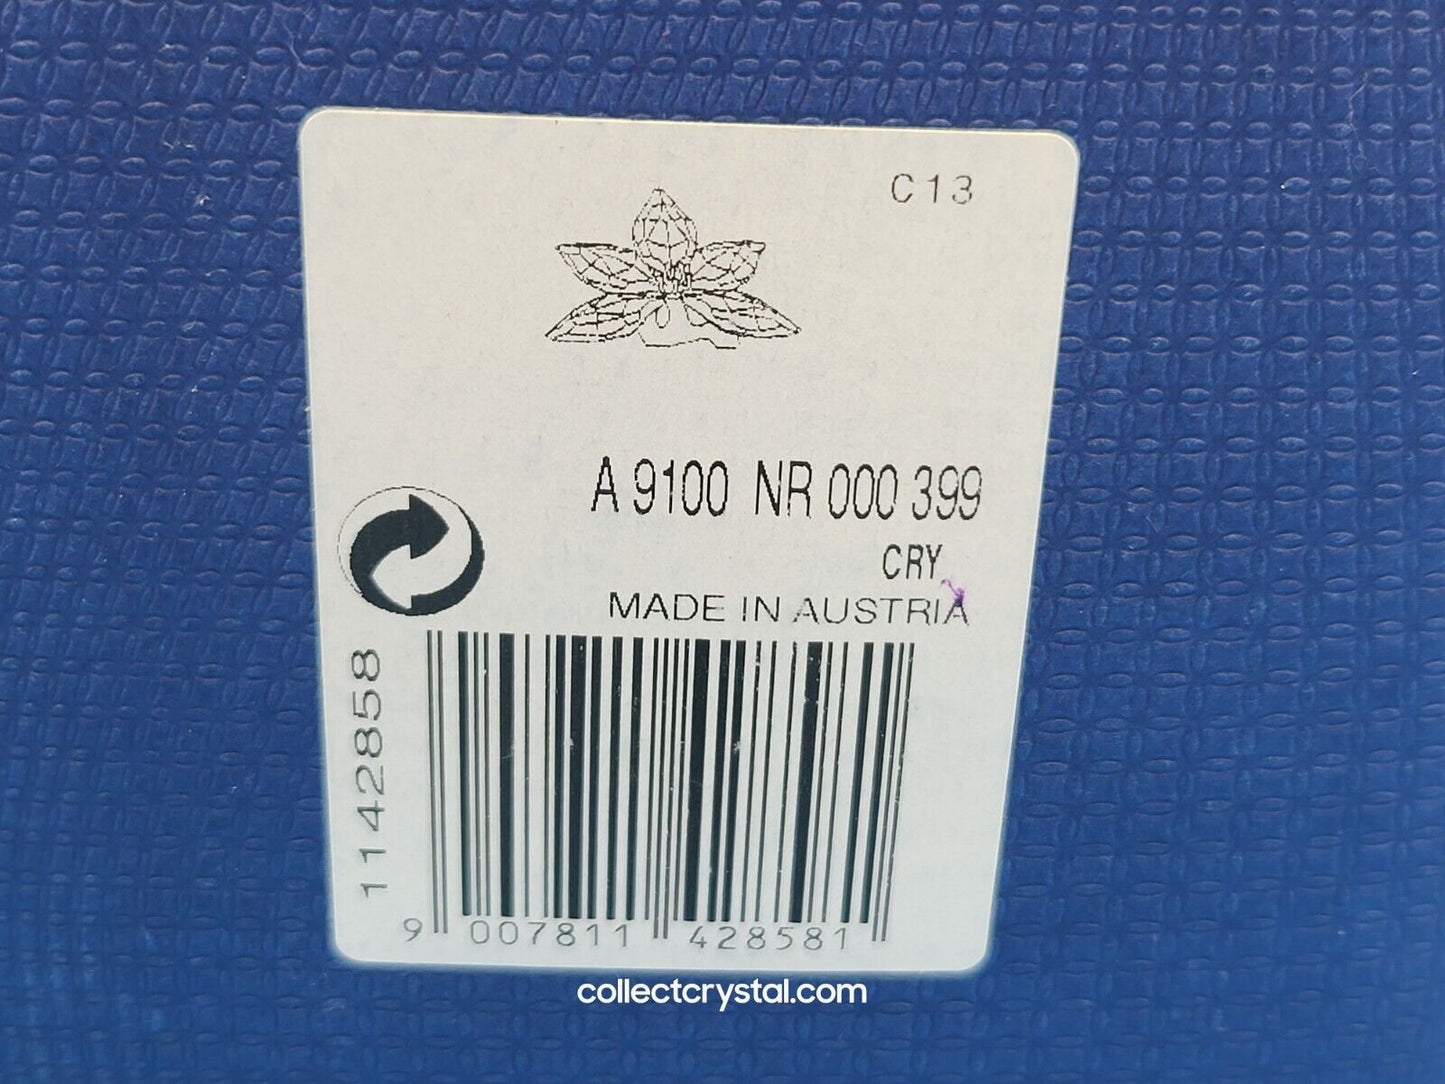 C13
A 9100 NR 000 399
CRY
MADE IN AUSTRIA
1142858
9 007811 428581
collectcrystal.com